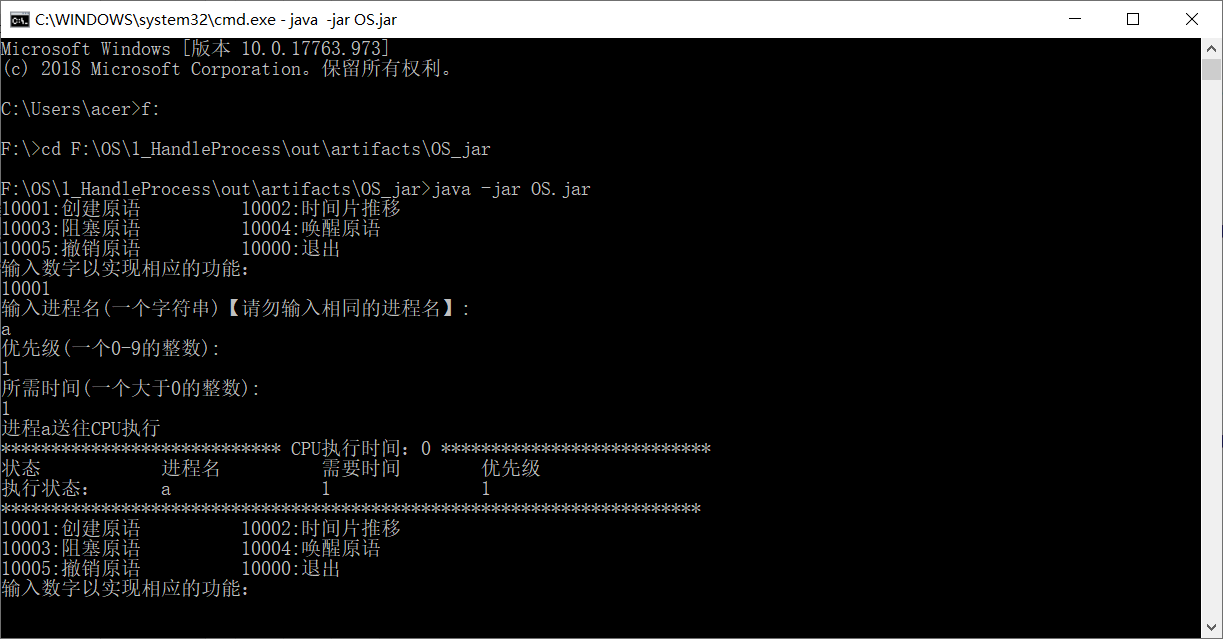 C:\WINDOWS\system32\cmd.exe - java  -jar OS.jar
Microsoft Windows [版本 10.0.17763.973]
(c) 2018 Microsoft Corporation。保留所有权利。
C:\Users\acer>f:
F:\>cd F:\OS\1_HandleProcess\out\artifacts\OS_jar
F:\OS\1_HandleProcess\out\artifacts\OS_jar>java -jar OS.jar
10001:创建原语          10002:时间片推移
10003:阻塞原语          10004:唤醒原语
10005:撤销原语          10000:退出
输入数字以实现相应的功能：
10001
输入进程名(一个字符串)【请勿输入相同的进程名】：
a
优先级(一个0-9的整数)：
1
所需时间(一个大于0的整数)：
1
进程a送往CPU执行
**************************** CPU执行时间：0 ***************************
状态            进程名          需要时间        优先级
执行状态：       a               1               1
**********************************************************************
10001:创建原语          10002:时间片推移
10003:阻塞原语          10004:唤醒原语
10005:撤销原语          10000:退出
输入数字以实现相应的功能：